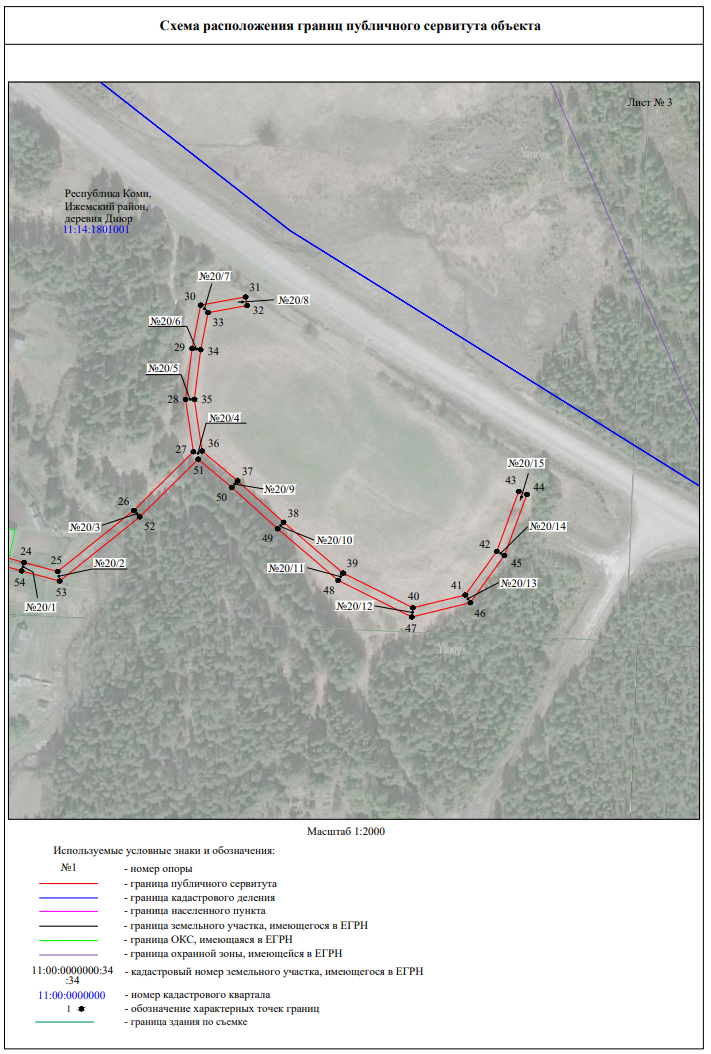 Схема расположения границ публичного сервитута объекта
Лист № 3
Yandex
Республика Коми,
Ижемский район,
деревня Диюр
11:14:1801001
№20/7
31
30
№20/8
32
33
№20/6
29
34
№20/5
28
35
№20/4
27
36
51
№20/15
37
43
44
50
№20/9
26
38
№20/3
52
49
№20/10
№20/14
42
45
24
25
№20/2
№20/11
39
54
53
48
41
№20/13
№20/1
№20/12
40
46
47
Yandex
Масштаб 1:2000
Используемые условные знаки и обозначения:
№1 - номер опоры
- граница публичного сервитута
- граница кадастрового деления
- граница населенного пункта
- граница земельного участка, имеющегося в ЕГРН
- граница ОКС, имеющаяся в ЕГРН
- граница охранной зоны, имеющейся в ЕГРН
11:00:0000000:34 - кадастровый номер земельного участка, имеющегося в ЕГРН
:34
11:00:0000000 - номер кадастрового квартала
1 - обозначение характерных точек границ
- граница здания по съемке